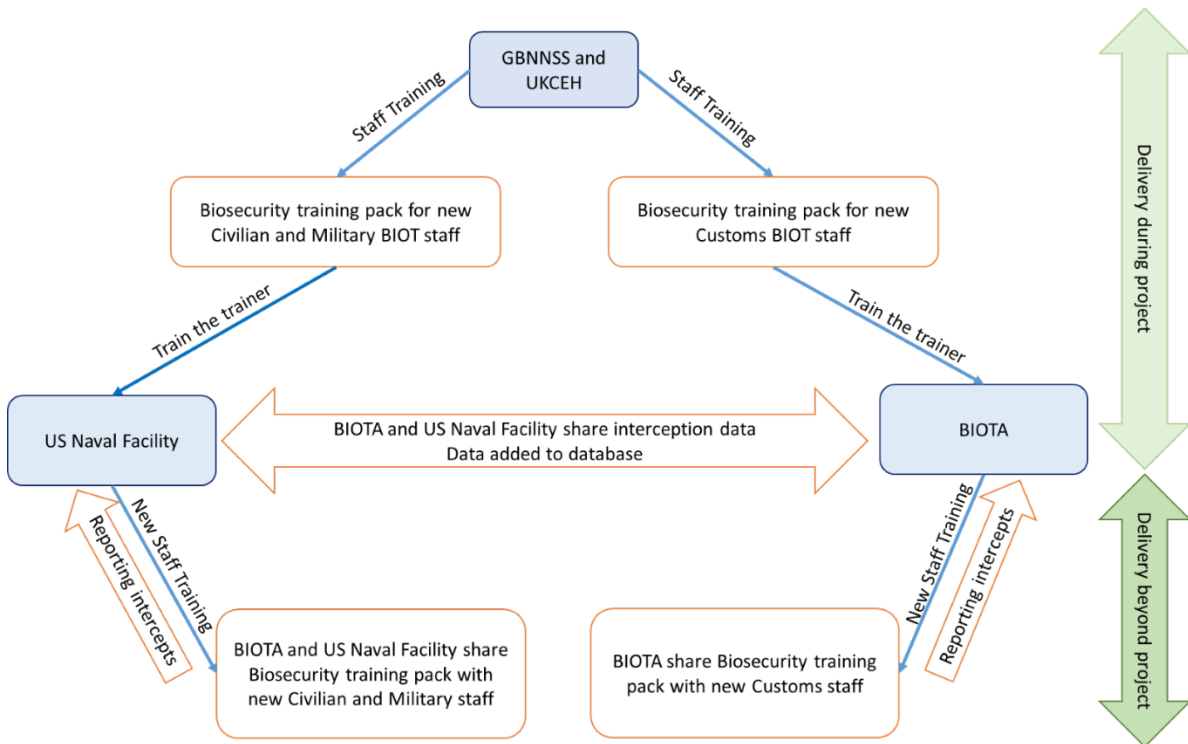 GBNNSS and
UKCEH
Staff Training
Staff Training
Biosecurity training pack for new
Civilian and Military BIOT staff
Biosecurity training pack for new
Customs BIOT staff
Delivery during project
Train the trainer
Train the trainer
US Naval Facility
BIOTA and US Naval Facility share interception data
Data added to database
BIOTA
New Staff Training
Reporting intercepts
New Staff Training
Reporting intercepts
Delivery beyond project
BIOTA and US Naval Facility share
Biosecurity training pack with
new Civilian and Military staff
BIOTA share Biosecurity training
pack with new Customs staff